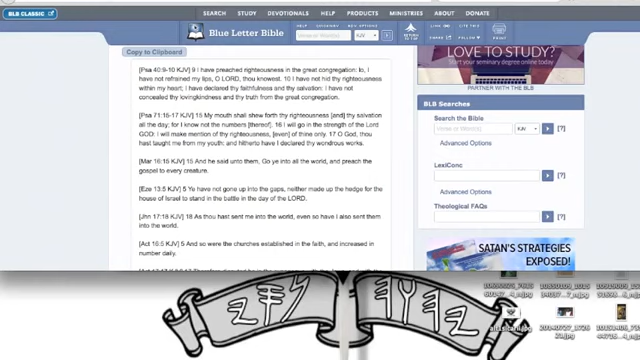 BLB CLASSIC
SEARCH STUDY DEVOTIONALS HELP PRODUCTS MINISTRIES ABOUT DONATE
Blue Letter Bible
KJV
Copy to Clipboard
[Psa 40:9-10 KJV] 9 I have preached righteousness in the great congregation: lo, I
have not refrained my lips, O LORD, thou knowest. 10 I have not hid thy righteousness
within my heart; I have declared thy faithfulness and thy salvation: I have not
concealed thy lovingkindness and thy truth from the great congregation.
[Psa 71:15-17 KJV] 15 My mouth shall shew forth thy righteousness [and] thy salvation
all the day; for I know not the numbers [thereof]. 16 I will go in the strength of the Lord
GOD: I will make mention of thy righteousness, [even] of thine only. 17 O God, thou
hast taught me from my youth: and hitherto have I declared thy wondrous works.
[Mar 16:15 KJV] 15 And he said unto them, Go ye into all the world, and preach the
gospel to every creature.
[Eze 13:5 KJV] 5 Ye have not gone up into the gaps, neither made up the hedge for the
house of Israel to stand in the battle in the day of the LORD.
[Jhn 17:18 KJV] 18 As thou hast sent me into the world, even so have I also sent them
into the world.
[Act 16:5 KJV] 5 And so were the churches established in the faith, and increased in
number daily.
LOVE TO STUDY?
Start your seminary degree online today.
PARTNER WITH THE BLB
BLB Searches
Search the Bible
Verse or Word(s) KJV [?]
Advanced Options
LexiConc
[?]
Advanced Options
Theological FAQs
[?]
SATAN'S STRATEGIES
EXPOSED!